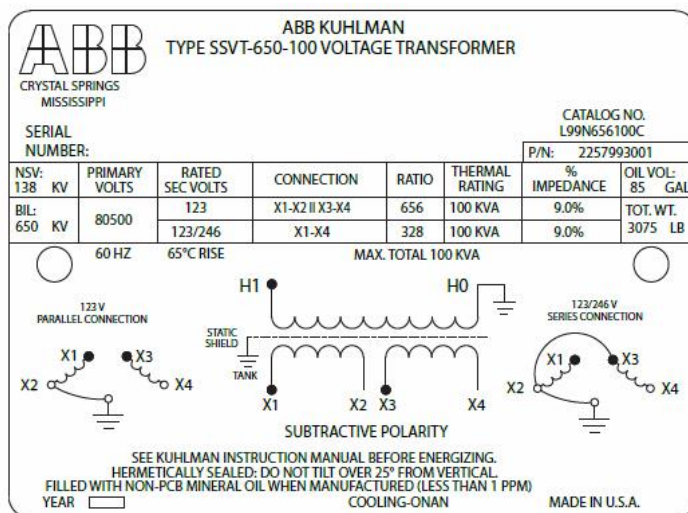 ABB
CRYSTAL SPRINGS
MISSISSIPPI
ABB KUHLMAN
TYPE SSVT-650-100 VOLTAGE TRANSFORMER
SERIAL
NUMBER:
CATALOG NO.
L99N656100C
P/N: 2257993001
NSV:
138 KV
PRIMARY
VOLTS
RATED
SEC VOLTS
CONNECTION
RATIO
THERMAL
RATING
%
IMPEDANCE
OIL VOL:
85 GAL
BIL:
650 KV
80500
123
X1-X2 II X3-X4
656
100 KVA
9.0%
TOT. WT.
3075 LB
123/246
X1-X4
328
100 KVA
9.0%
60 HZ
65°C RISE
MAX. TOTAL 100 KVA
H1
H0
123 V
PARALLEL CONNECTION
X1
X3
X2
X4
STATIC
SHIELD
TANK
X1
X2
X3
X4
123/246 V
SERIES CONNECTION
X1
X3
X2
X4
SUBTRACTIVE POLARITY
SEE KUHLMAN INSTRUCTION MANUAL BEFORE ENERGIZING.
HERMETICALLY SEALED: DO NOT TILT OVER 25° FROM VERTICAL.
FILLED WITH NON-PCB MINERAL OIL WHEN MANUFACTURED (LESS THAN 1 PPM)
YEAR
COOLING-ONAN
MADE IN U.S.A.